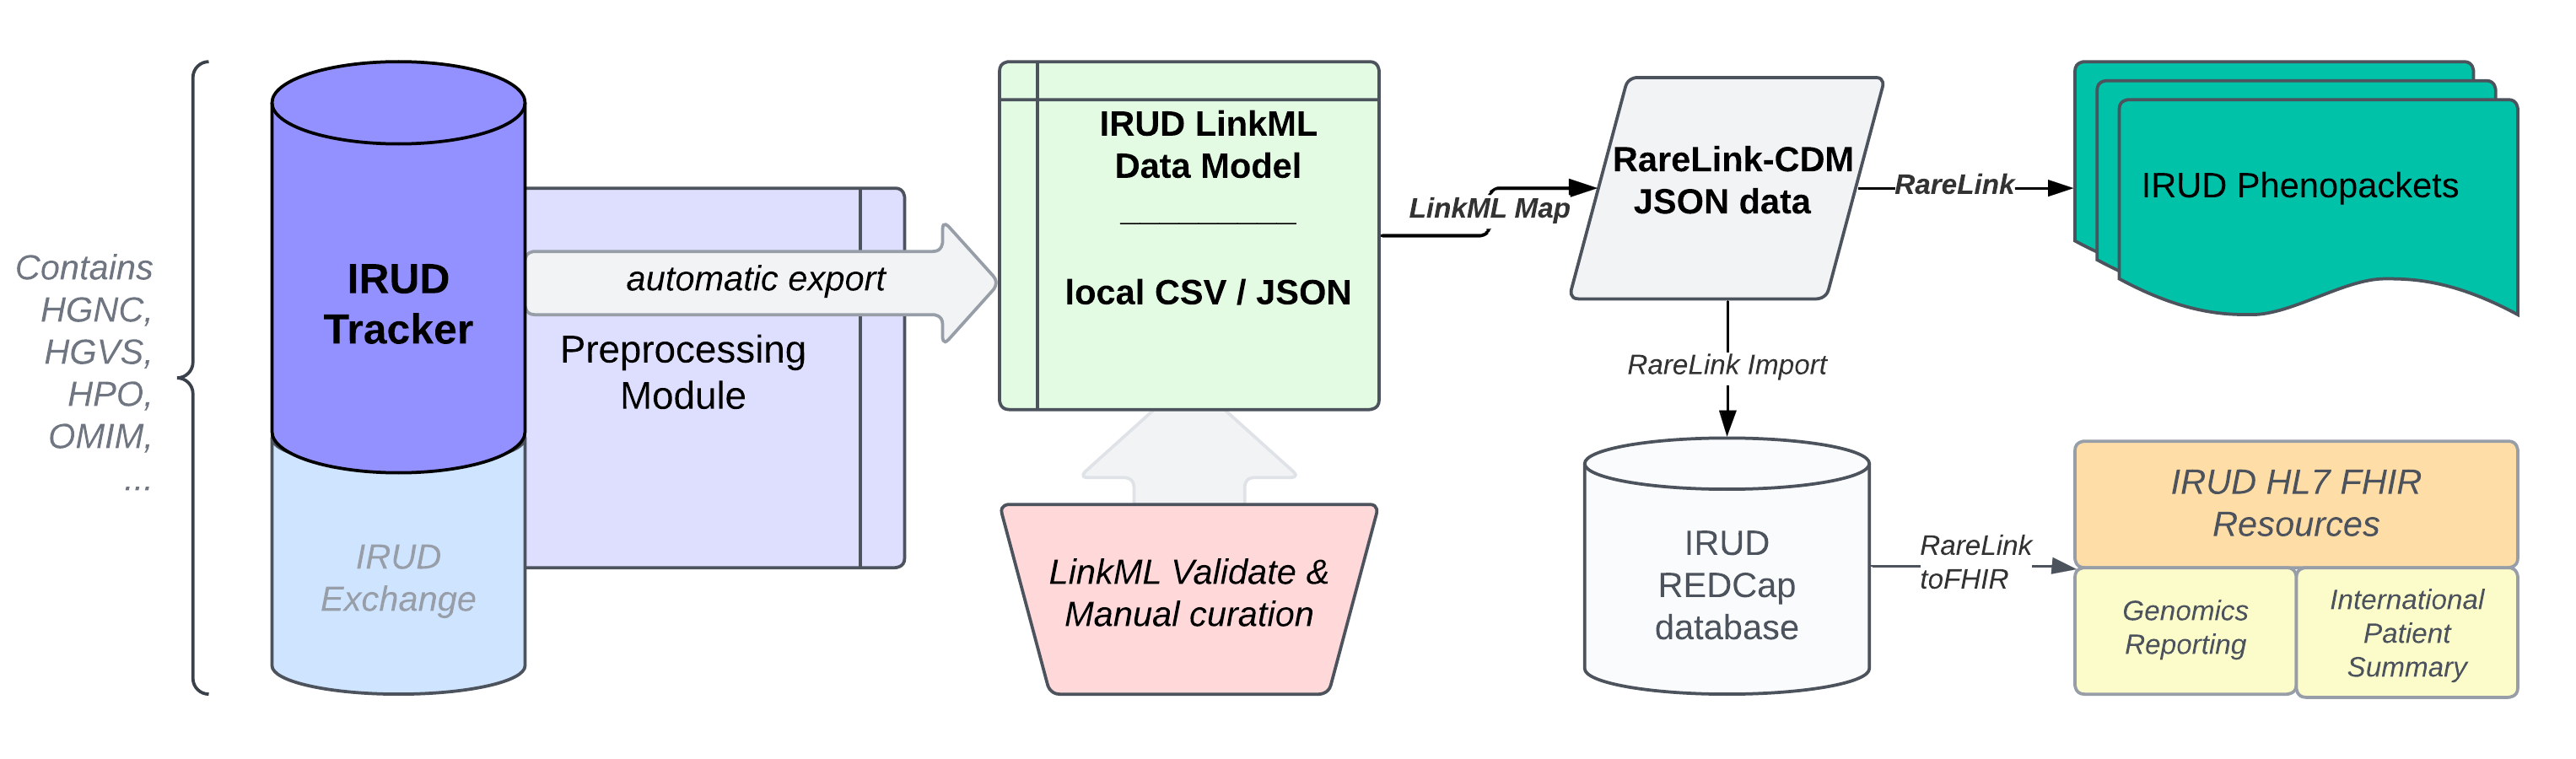 Contains
HGNC,
HGVS,
HPO,
OMIM,
...
IRUD
Tracker
IRUD
Exchange
automatic export
Preprocessing
Module
IRUD LinkML
Data Model
local CSV / JSON
LinkML Validate &
Manual curation
LinkML Map
RareLink-CDM
JSON data
RareLink
IRUD Phenopackets
RareLink Import
IRUD
REDCap
database
RareLink
toFHIR
IRUD HL7 FHIR
Resources
Genomics
Reporting
International
Patient
Summary